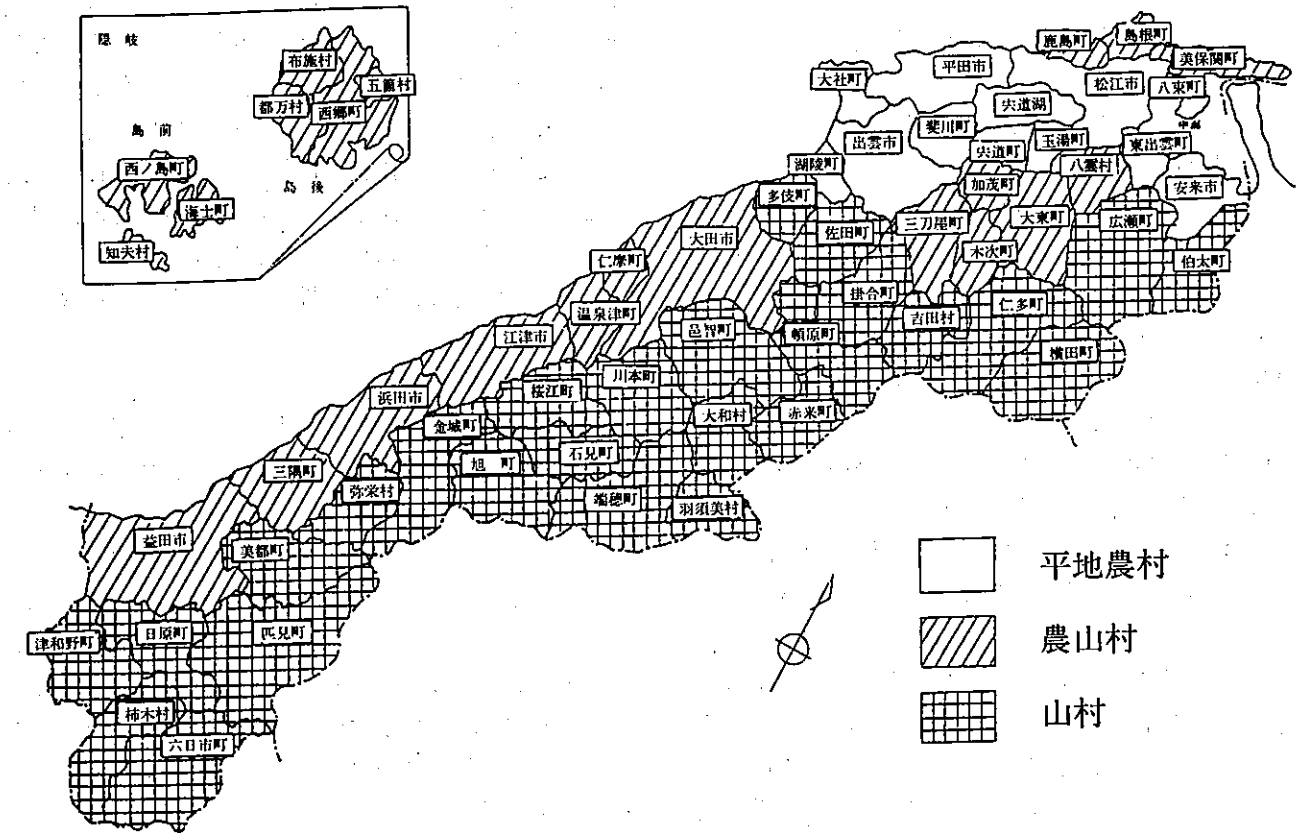 隠岐
布施村
五箇村
都万村
西郷町
島前
西ノ島町
島後
海士町
知夫村
鹿島町
島根町
美保関町
平田市
大社町
松江市
八束町
宍道湖
斐川町
中海
出雲市
玉湯町
東出雲町
湖陵町
宍道町
八雲村
加茂町
安来市
多伎町
三刀屋町
大東町
広瀬町
佐田町
大田市
木次町
仁摩町
伯太町
掛合町
仁多町
温泉津町
吉田村
邑智町
頓原町
江津市
横田町
川本町
桜江町
浜田市
大和村
赤来町
金城町
石見町
旭町
三隅町
弥栄村
瑞穂町
羽須美村
益田市
美都町
平地農村
日原町
匹見町
津和野町
農山村
柿木村
山村
六日市町